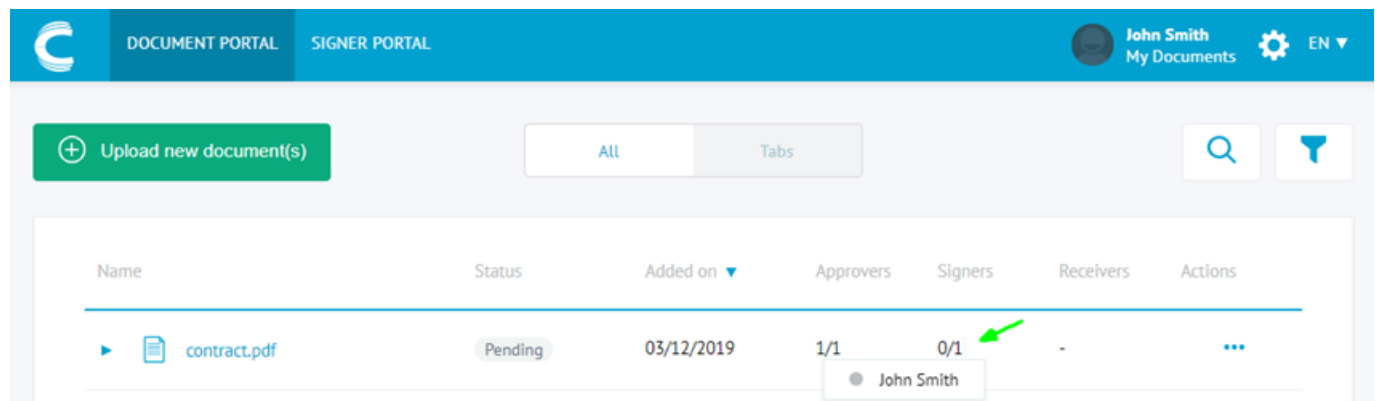 DOCUMENT PORTAL SIGNER PORTAL John Smith EN
My Documents
Upload new document(s) All Tabs
Name Status Added on Approvers Signers Receivers Actions
contract.pdf Pending 03/12/2019 1/1 0/1 -
John Smith